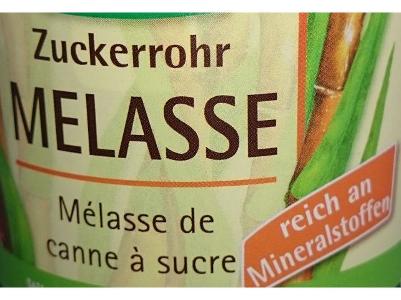 Zuckerrohr
MELASSE
Mélasse de
canne à sucre
reich an
Mineralstoffen